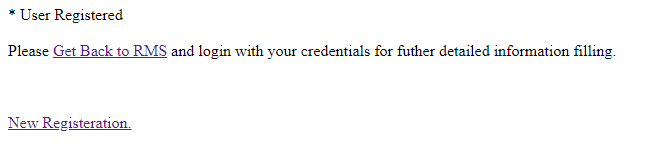 * User Registered
Please Get Back to RMS and login with your credentials for futher detailed information filling.
New Registeration.